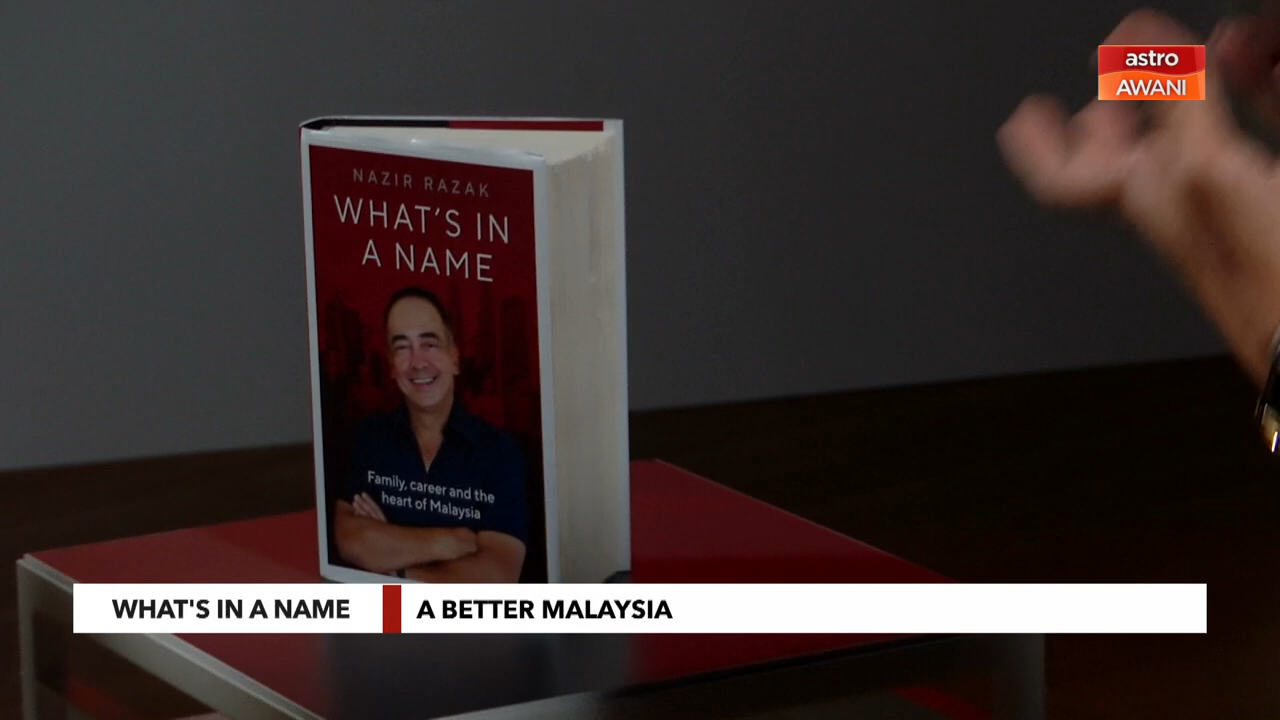 astro
AWANI
NAZIR RAZAK
WHAT'S IN
A NAME
Family, career and the
heart of Malaysia
WHAT'S IN A NAME
A BETTER MALAYSIA